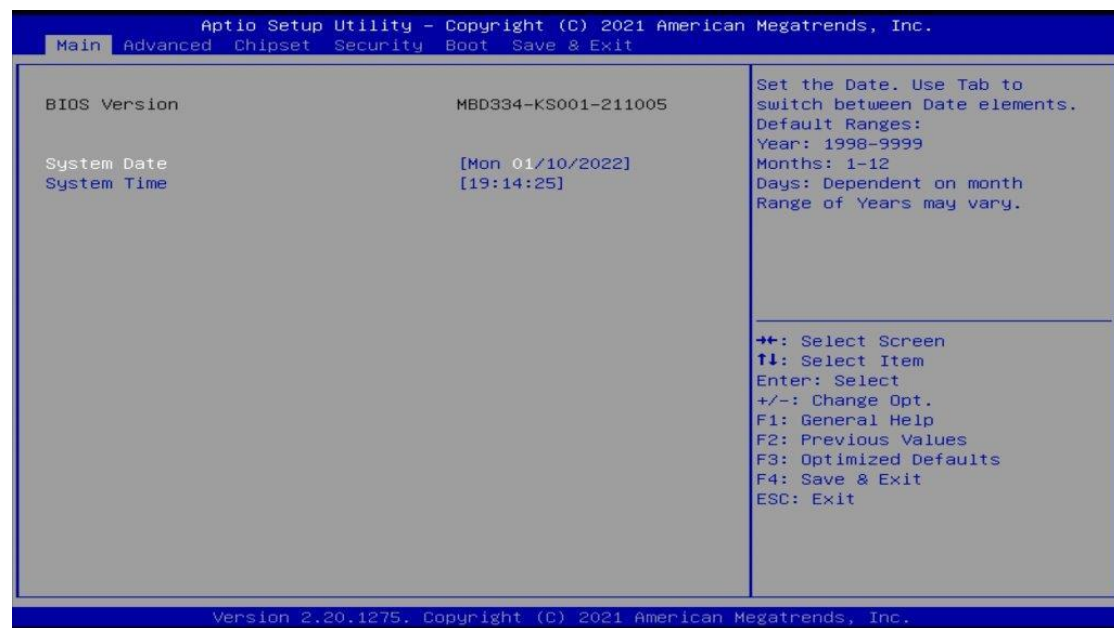 Aptio Setup Utility – Copyright (C) 2021 American Megatrends, Inc.
Main Advanced Chipset Security Boot Save & Exit
BIOS Version MBD334-KS001-211005
System Date [Mon 01/10/2022]
System Time [19:14:25]
Set the Date. Use Tab to
switch between Date elements.
Default Ranges:
Year: 1998-9999
Months: 1-12
Days: Dependent on month
Range of Years may vary.
→←: Select Screen
↑↓: Select Item
Enter: Select
+/-: Change Opt.
F1: General Help
F2: Previous Values
F3: Optimized Defaults
F4: Save & Exit
ESC: Exit
Version 2.20.1275. Copyright (C) 2021 American Megatrends, Inc.